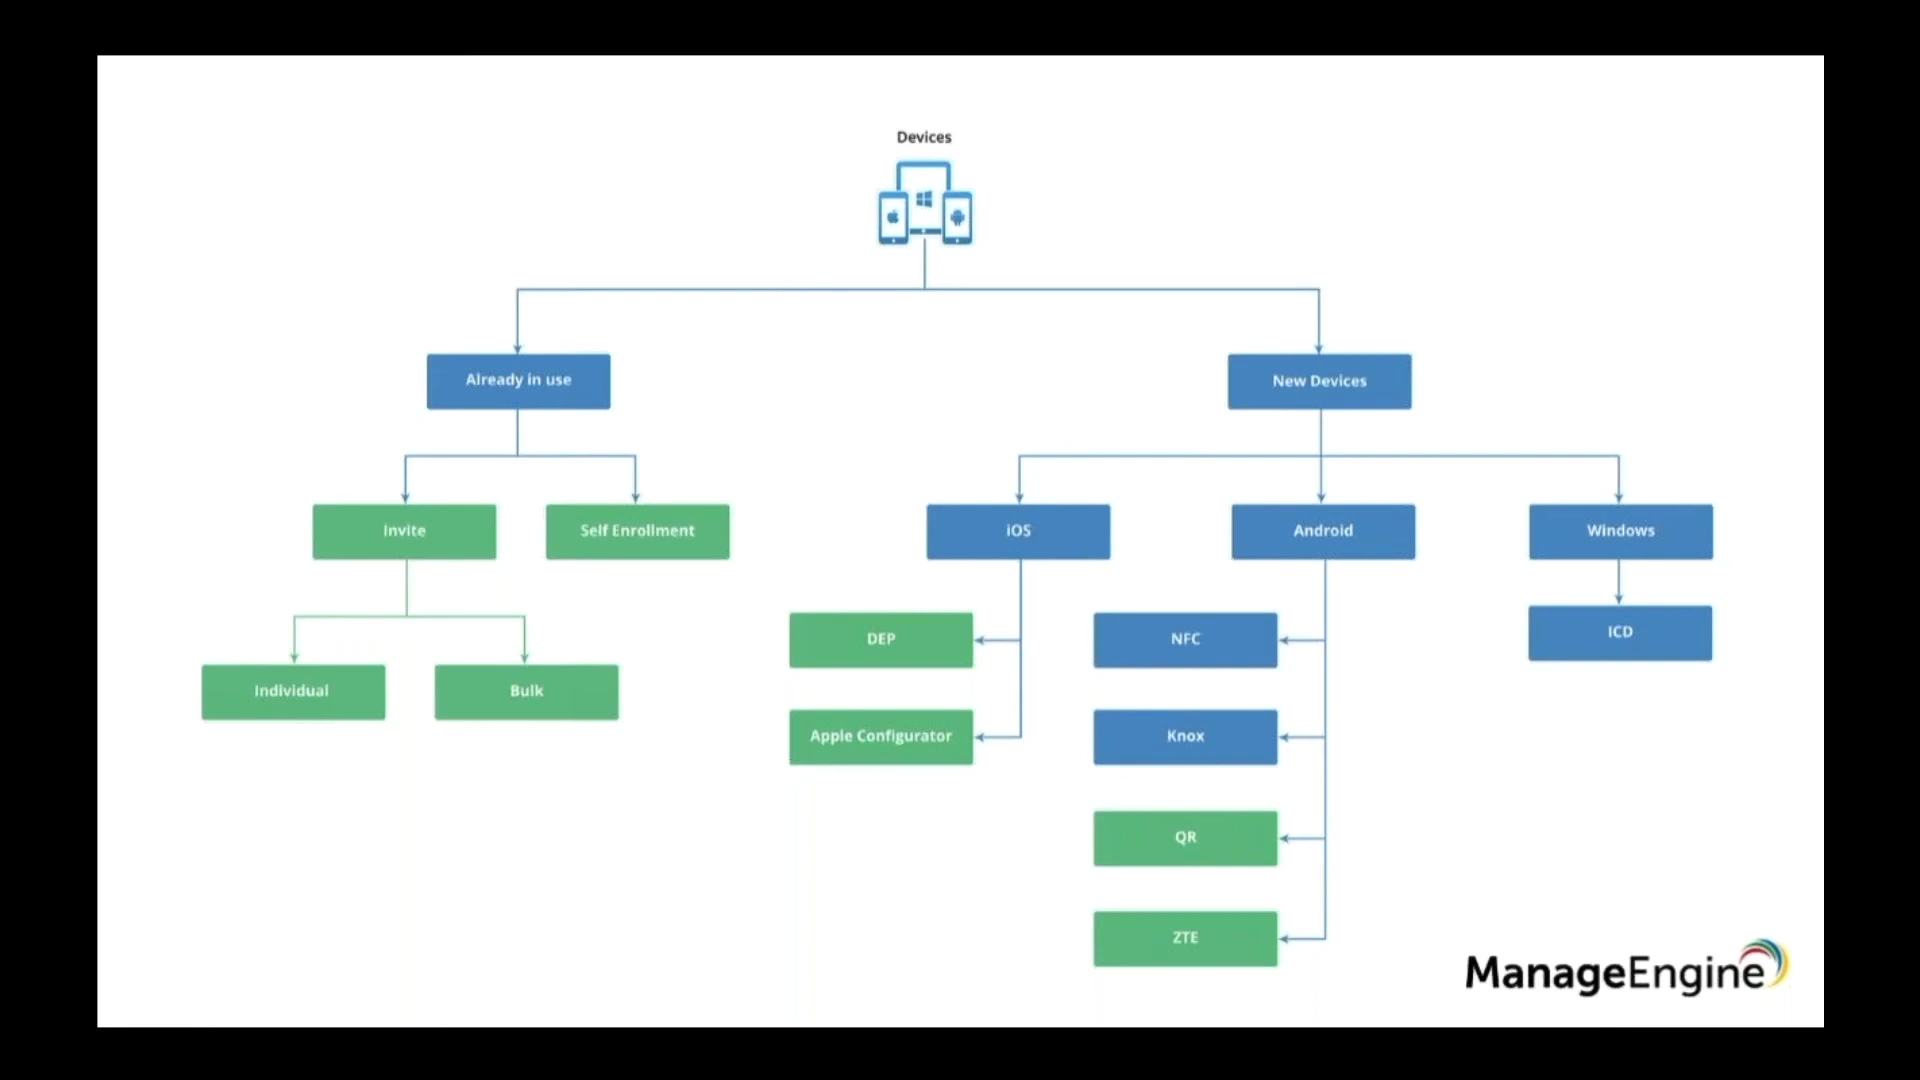 Devices
Already in use
New Devices
Invite
Self Enrollment
iOS
Android
Windows
DEP
NFC
ICD
Individual
Bulk
Apple Configurator
Knox
QR
ZTE
ManageEngine